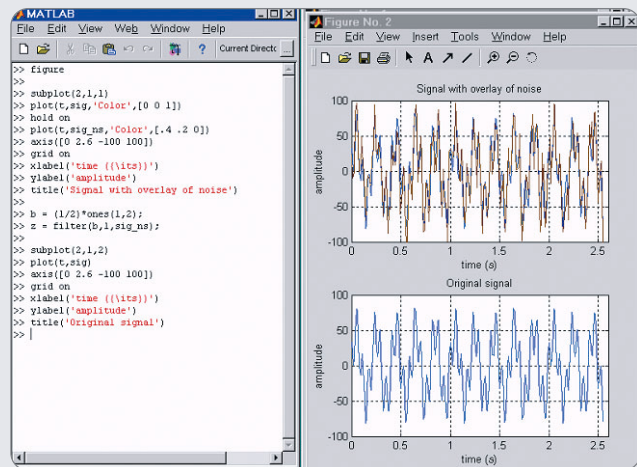 MATLAB
File Edit View Web Window Help
Current Directc ...
>> figure
>>
>> subplot(2,1,1)
>> plot(t,sig,'Color',[0 0 1])
>> hold on
>> plot(t,sig_ns,'Color',[.4 .2 0])
>> axis([0 2.6 -100 100])
>> grid on
>> xlabel('time {(\its)}')
>> ylabel('amplitude')
>> title('Signal with overlay of noise')
>>
>> b = (1/2)*ones(1,2);
>> z = filter(b,1,sig_ns);
>>
>> subplot(2,1,2)
>> plot(t,sig)
>> axis([0 2.6 -100 100])
>> grid on
>> xlabel('time {(\its)}')
>> ylabel('amplitude')
>> title('Original signal')
>>
Figure No. 2
File Edit View Insert Tools Window Help
A
Signal with overlay of noise
amplitude
100
50
0
-50
-100
0 0.5 1 1.5 2 2.5
time (s)
Original signal
amplitude
100
50
0
-50
-100
0 0.5 1 1.5 2 2.5
time (s)